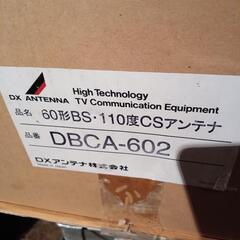 High Technology
DX ANTENNA TV Communication Equipment
品名 60形BS・110度CSアンテナ
品番 DBCA-602
DXアンテナ株式会社